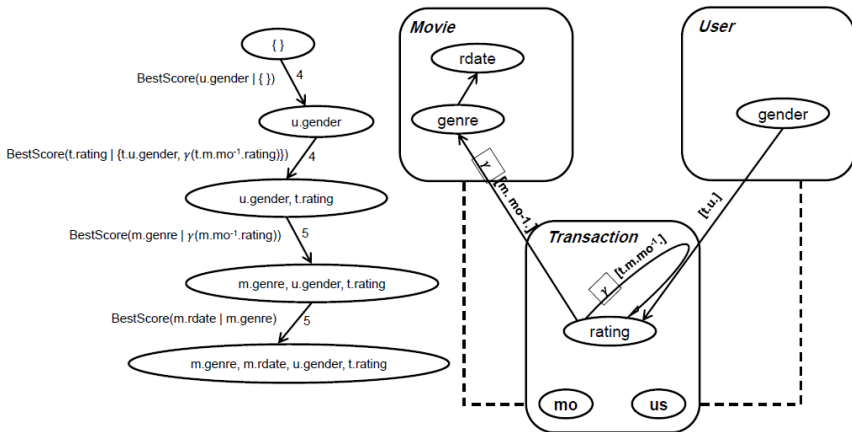 { }
4
BestScore(u.gender | { })
u.gender
BestScore(t.rating | {t.u.gender, γ(t.m.mo⁻¹.rating)})
4
u.gender, t.rating
BestScore(m.genre | γ(m.mo⁻¹.rating))
5
m.genre, u.gender, t.rating
BestScore(m.rdate | m.genre)
5
m.genre, m.rdate, u.gender, t.rating
Movie
rdate
genre
User
gender
γ [m. mo-1.]
[t.u.]
Transaction
γ [t.m.mo⁻¹.]
rating
mo
us